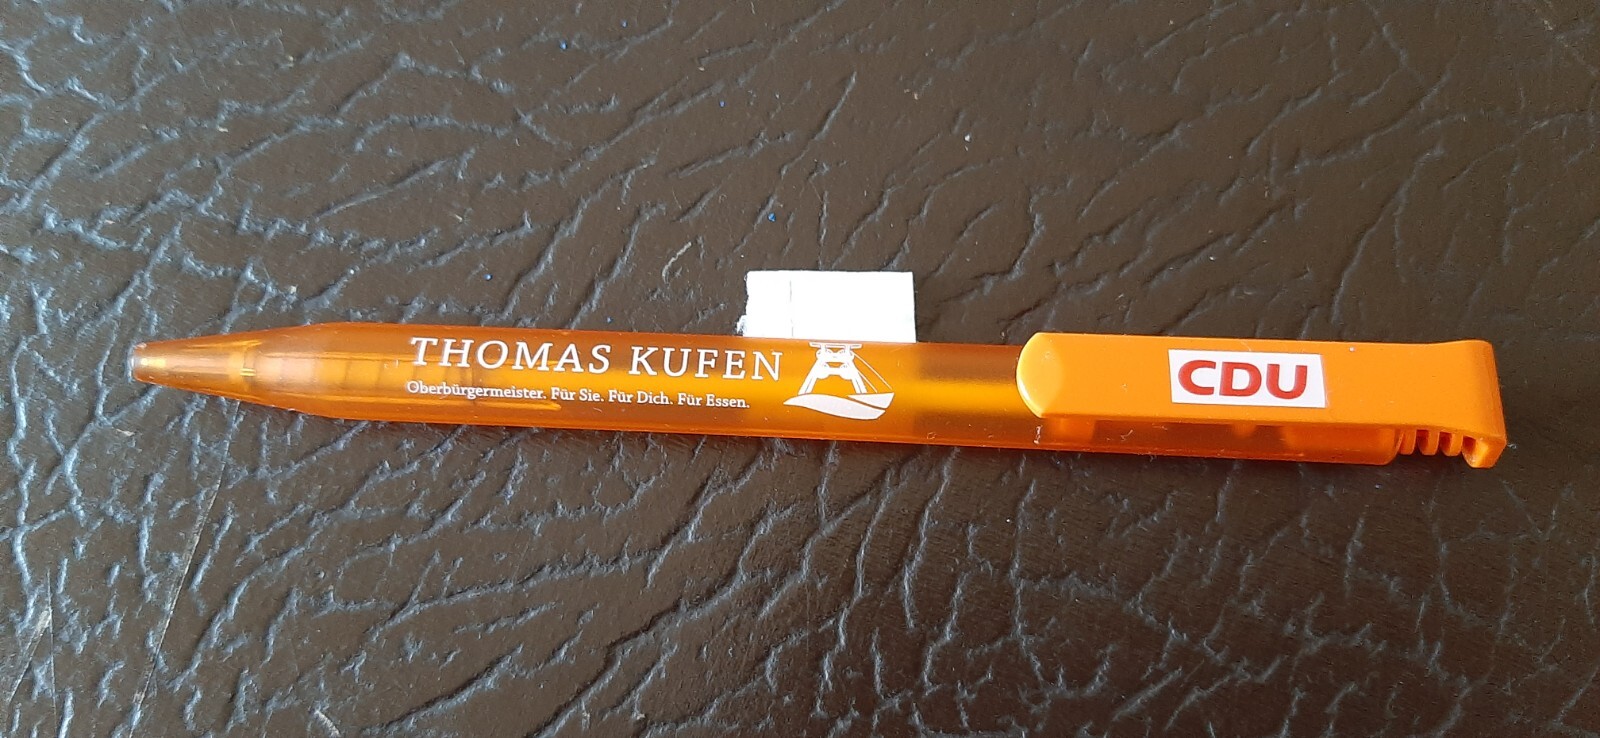 THOMAS KUFEN
Oberbürgermeister. Für Sie. Für Dich. Für Essen.
CDU